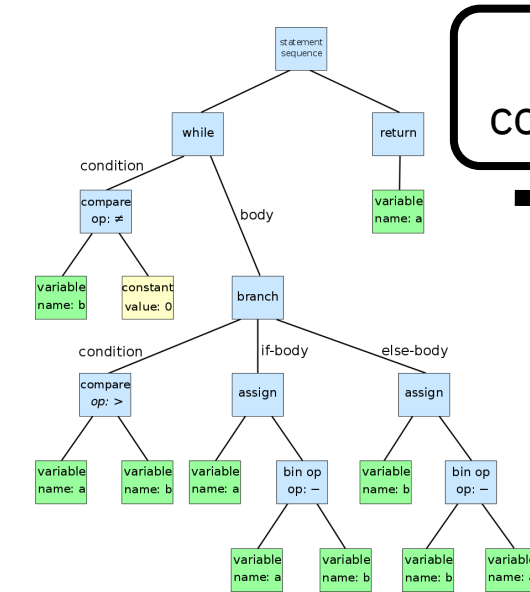 statement
sequence
while
return
condition
body
compare
op: ≠
variable
name: a
variable
name: b
constant
value: 0
branch
condition
if-body
else-body
compare
op: >
assign
assign
variable
name: a
variable
name: b
variable
name: a
bin op
op: −
variable
name: b
bin op
op: −
variable
name: a
variable
name: b
variable
name: b
variable
name: